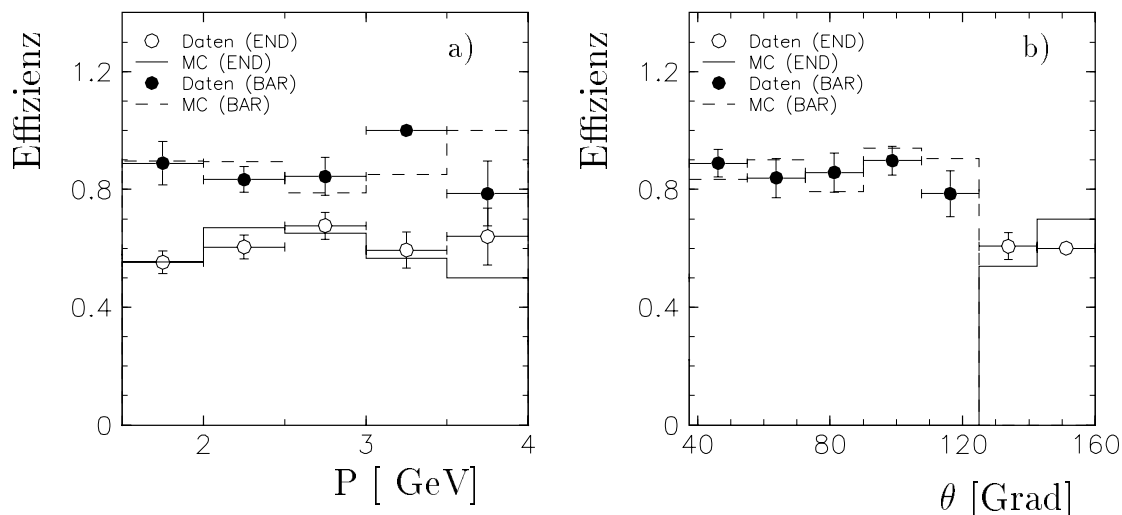 Effizienz
a)
Daten (END)
MC (END)
Daten (BAR)
MC (BAR)
1.2
0.8
0.4
0
2
3
4
P [ GeV]
Effizienz
b)
Daten (END)
MC (END)
Daten (BAR)
MC (BAR)
1.2
0.8
0.4
0
40
80
120
160
θ [Grad]